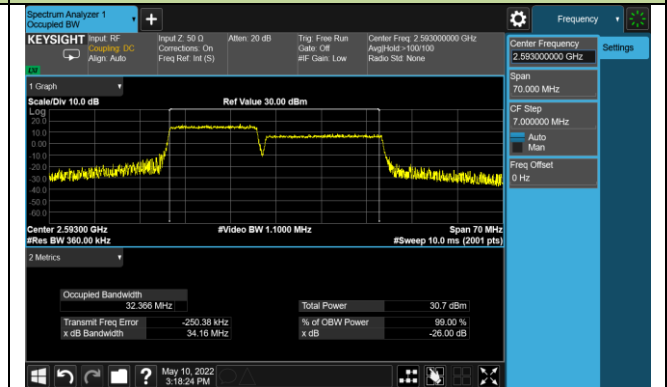 Spectrum Analyzer 1
Occupied BW
+
Frequency
KEYSIGHT
Input: RF
Coupling: DC
Align: Auto
Input Z: 50 Ω
Corrections: On
Freq Ref: Int (S)
Atten: 20 dB
Trig: Free Run
Gate: Off
#IF Gain: Low
Center Freq: 2.593000000 GHz
Avg|Hold:>100/100
Radio Std: None
Center Frequency
2.593000000 GHz
Settings
Span
70.000 MHz
CF Step
7.000000 MHz
Auto
Man
Freq Offset
0 Hz
1 Graph
Scale/Div 10.0 dB
Ref Value 30.00 dBm
Log
20.0
10.0
0.00
-10.0
-20.0
-30.0
-40.0
-50.0
-60.0
Center 2.59300 GHz
#Video BW 1.1000 MHz
Span 70 MHz
#Res BW 360.00 kHz
#Sweep 10.0 ms (2001 pts)
2 Metrics
Occupied Bandwidth
32.366 MHz
Total Power
30.7 dBm
Transmit Freq Error
-250.38 kHz
% of OBW Power
99.00 %
x dB Bandwidth
34.16 MHz
x dB
-26.00 dB
?
May 10, 2022
3:18:24 PM